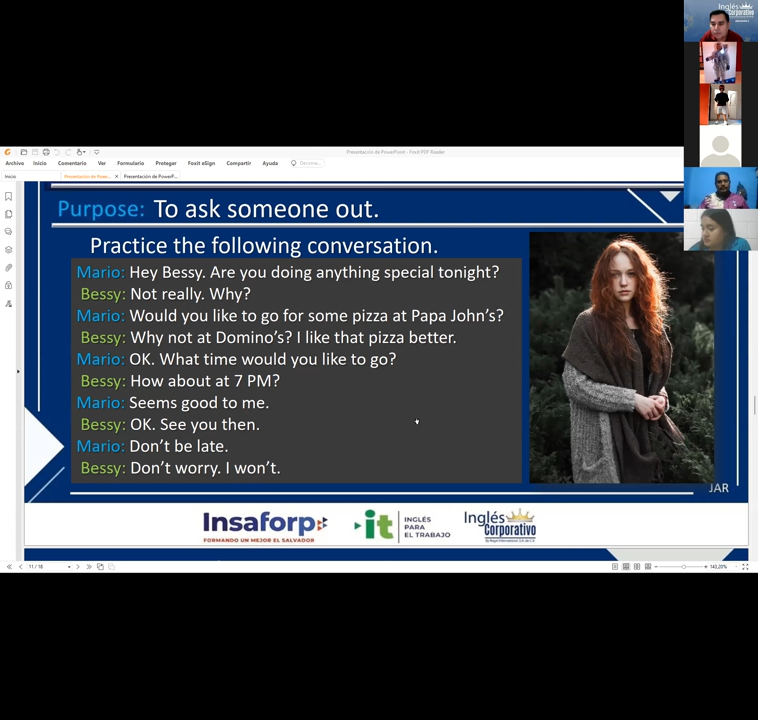 Inglés
Corporativo
Presentación de PowerPoint - Foxit PDF Reader
Archivo Inicio Comentario Ver Formulario Proteger Foxit eSign Compartir Ayuda
Inicio Presentación de Powe... × Presentación de PowerP...
Purpose: To ask someone out.
Practice the following conversation.
Mario: Hey Bessy. Are you doing anything special tonight?
Bessy: Not really. Why?
Mario: Would you like to go for some pizza at Papa John's?
Bessy: Why not at Domino's? I like that pizza better.
Mario: OK. What time would you like to go?
Bessy: How about at 7 PM?
Mario: Seems good to me.
Bessy: OK. See you then.
Mario: Don't be late.
Bessy: Don't worry. I won't.
JAR
Insaforp
FORMANDO UN MEJOR EL SALVADOR
it
INGLÉS
PARA
EL TRABAJO
Inglés
Corporativo
11 / 18
143,20%